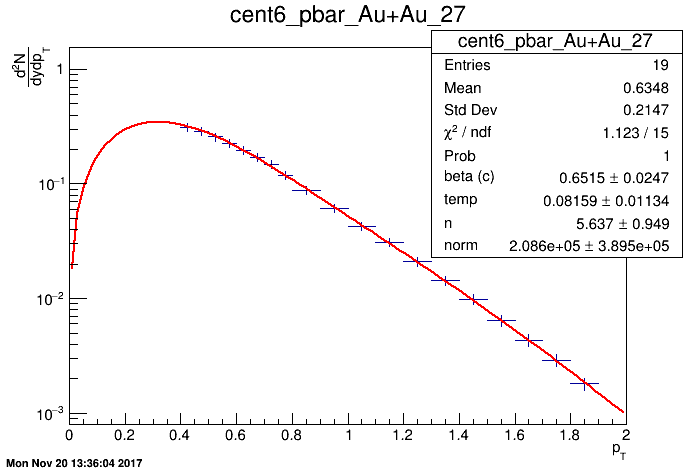 cent6_pbar_Au+Au_27
d²N
dydp_T
cent6_pbar_Au+Au_27
Entries 19
Mean 0.6348
Std Dev 0.2147
χ² / ndf 1.123 / 15
Prob 1
beta (c) 0.6515 ± 0.0247
temp 0.08159 ± 0.01134
n 5.637 ± 0.949
norm 2.086e+05 ± 3.895e+05
1
10⁻¹
10⁻²
10⁻³
0 0.2 0.4 0.6 0.8 1 1.2 1.4 1.6 1.8 2
p_T
Mon Nov 20 13:36:04 2017